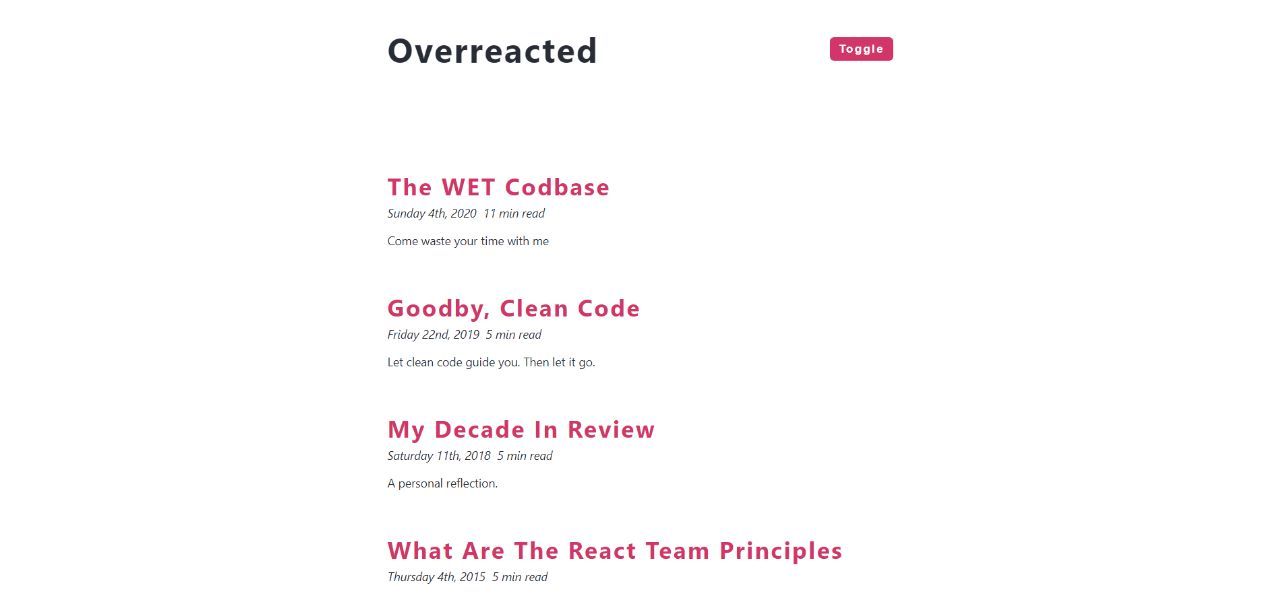 Overreacted
Toggle
The WET Codbase
Sunday 4th, 2020 11 min read
Come waste your time with me
Goodby, Clean Code
Friday 22nd, 2019 5 min read
Let clean code guide you. Then let it go.
My Decade In Review
Saturday 11th, 2018 5 min read
A personal reflection.
What Are The React Team Principles
Thursday 4th, 2015 5 min read